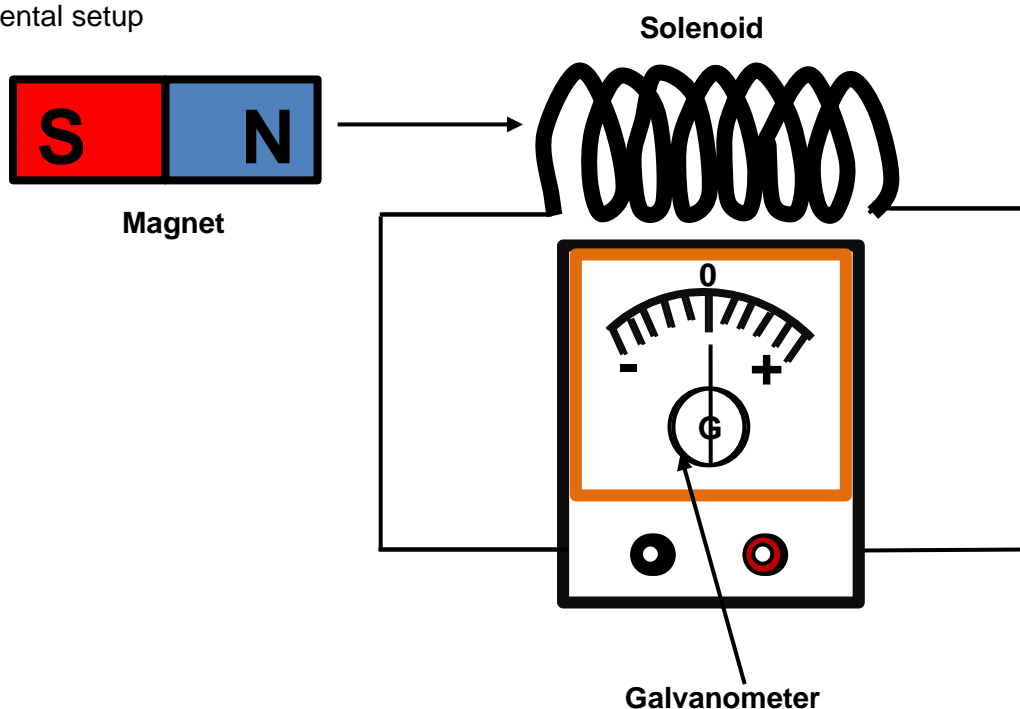 ental setup
Solenoid
S N
Magnet
0
- +
G
Galvanometer